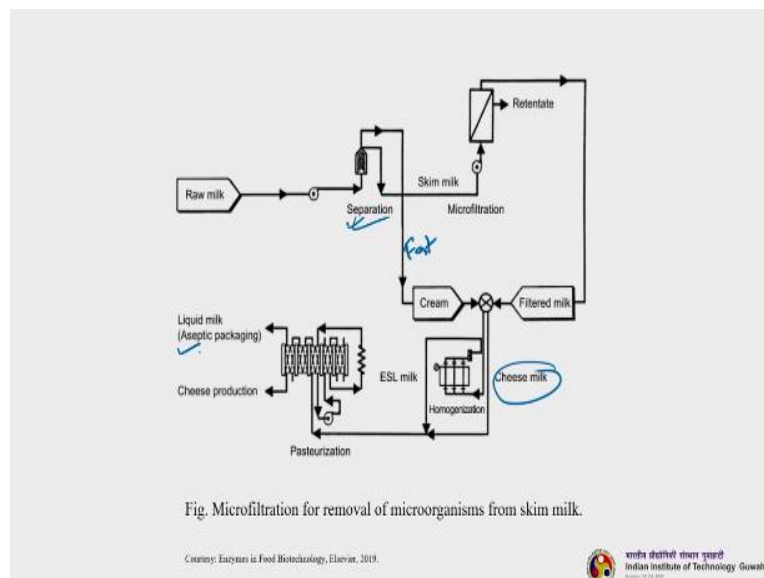 Retentate
Raw milk
Skim milk
Separation
Microfiltration
Fat
Cream
Filtered milk
Liquid milk
(Aseptic packaging)
ESL milk
Cheese milk
Cheese production
Homogenization
Pasteurization
Fig. Microfiltration for removal of microorganisms from skim milk.
Courtesy: Enzymes in Food Biotechnology, Elsevier, 2019.
भारतीय प्रौद्योगिकी संस्थान गुवाहटी
Indian Institute of Technology Guwah